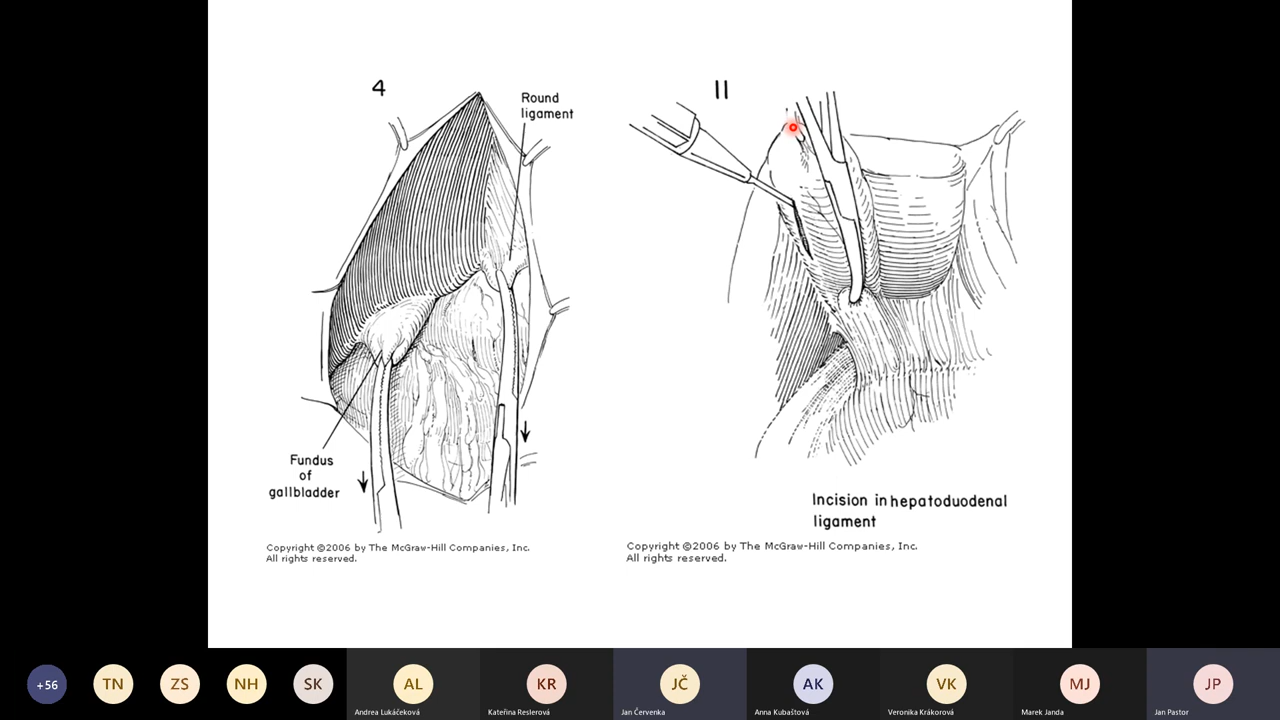 4
Round
ligament
Fundus
of
gallbladder
Copyright ©2006 by The McGraw-Hill Companies, Inc.
All rights reserved.
11
Incision in hepatoduodenal
ligament
Copyright ©2006 by The McGraw-Hill Companies, Inc.
All rights reserved.
+56
TN
ZS
NH
SK
AL
Andrea Lukáčeková
KR
Kateřina Reslerová
JČ
Jan Červenka
AK
Anna Kubaštová
VK
Veronika Krákorová
MJ
Marek Janda
JP
Jan Pastor